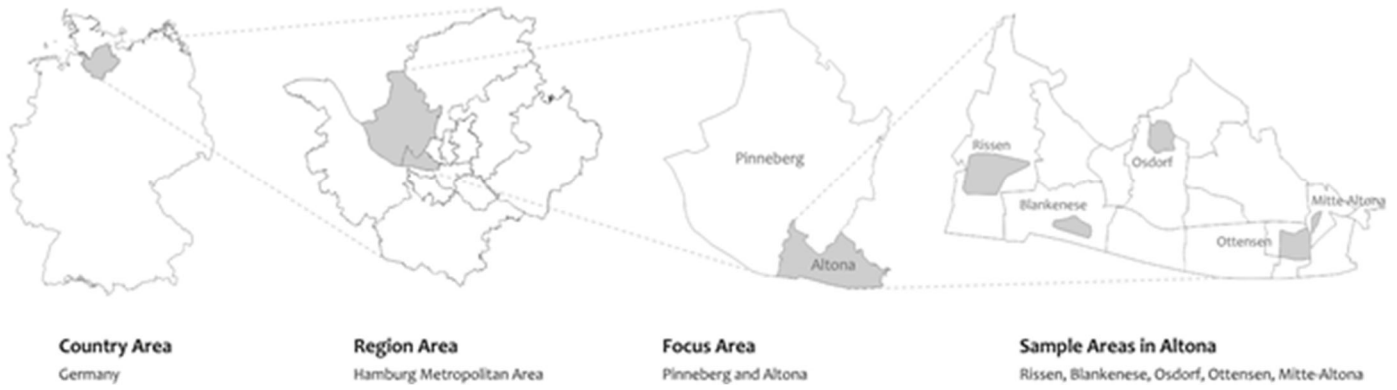 Pinneberg
Altona
Rissen
Osdorf
Blankenese
Mitte-Altona
Ottensen
Country Area
Germany
Region Area
Hamburg Metropolitan Area
Focus Area
Pinneberg and Altona
Sample Areas in Altona
Rissen, Blankenese, Osdorf, Ottensen, Mitte-Altona